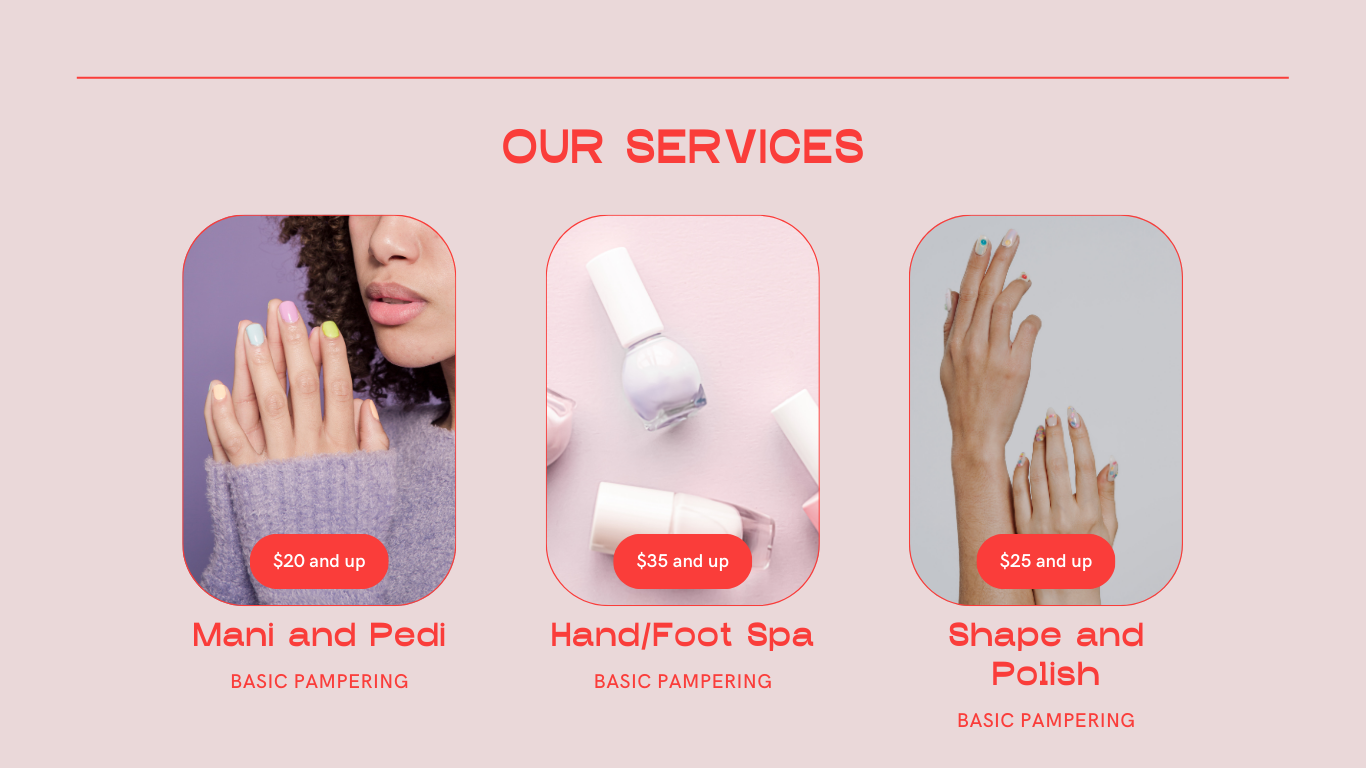 OUR SERVICES
$20 and up
Mani and Pedi
BASIC PAMPERING
$35 and up
Hand/Foot Spa
BASIC PAMPERING
$25 and up
Shape and
Polish
BASIC PAMPERING